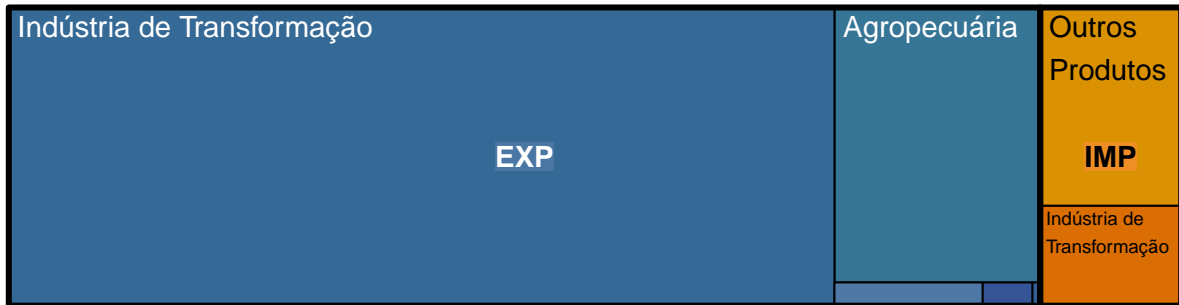 Indústria de Transformação
Agropecuária
Outros
Produtos
EXP
IMP
Indústria de
Transformação